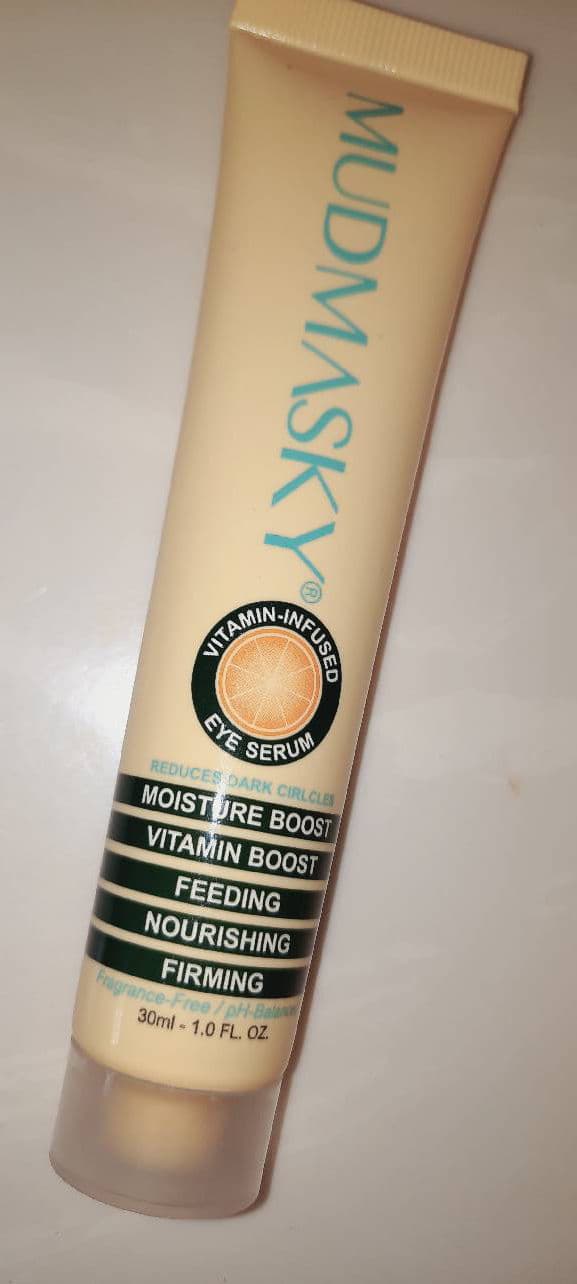 MUDMASKY®
VITAMIN-INFUSED
EYE SERUM
REDUCES DARK CIRLCLES
MOISTURE BOOST
VITAMIN BOOST
FEEDING
NOURISHING
FIRMING
Fragrance-Free / pH-Balance
30ml - 1.0 FL. OZ.